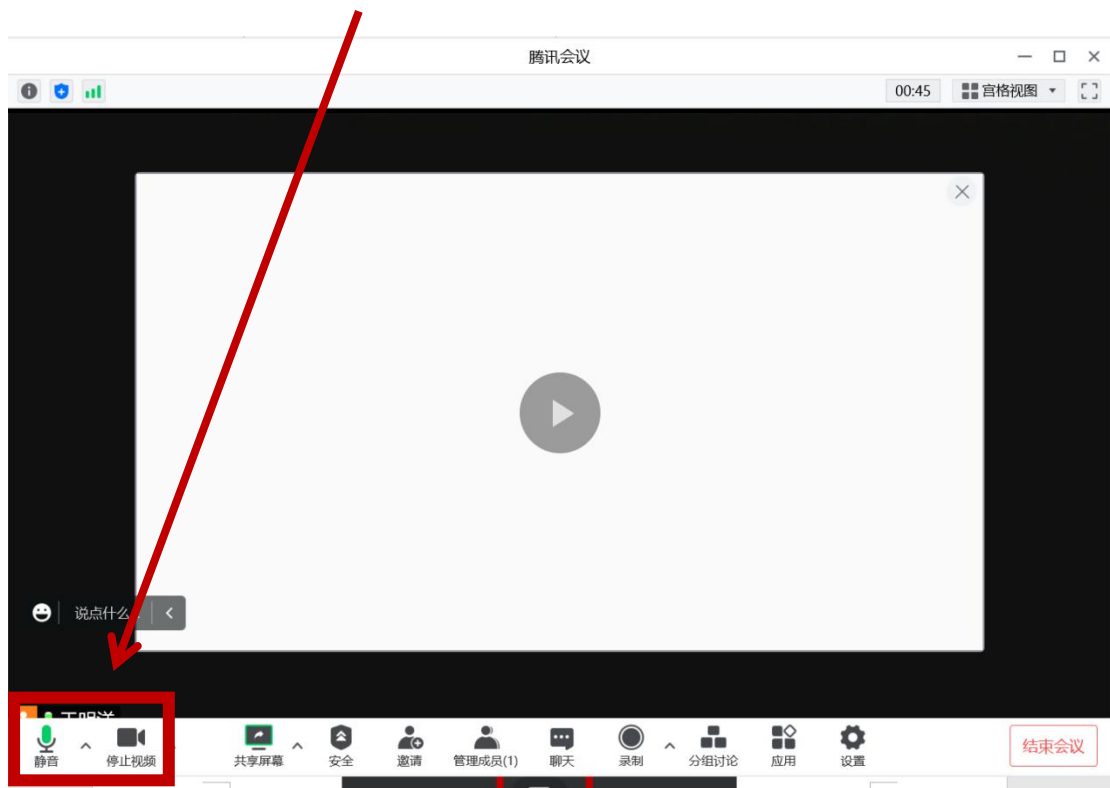 腾讯会议
00:45 宫格视图
说点什么...
静音 停止视频 共享屏幕 安全 邀请 管理成员(1) 聊天 录制 分组讨论 应用 设置 结束会议